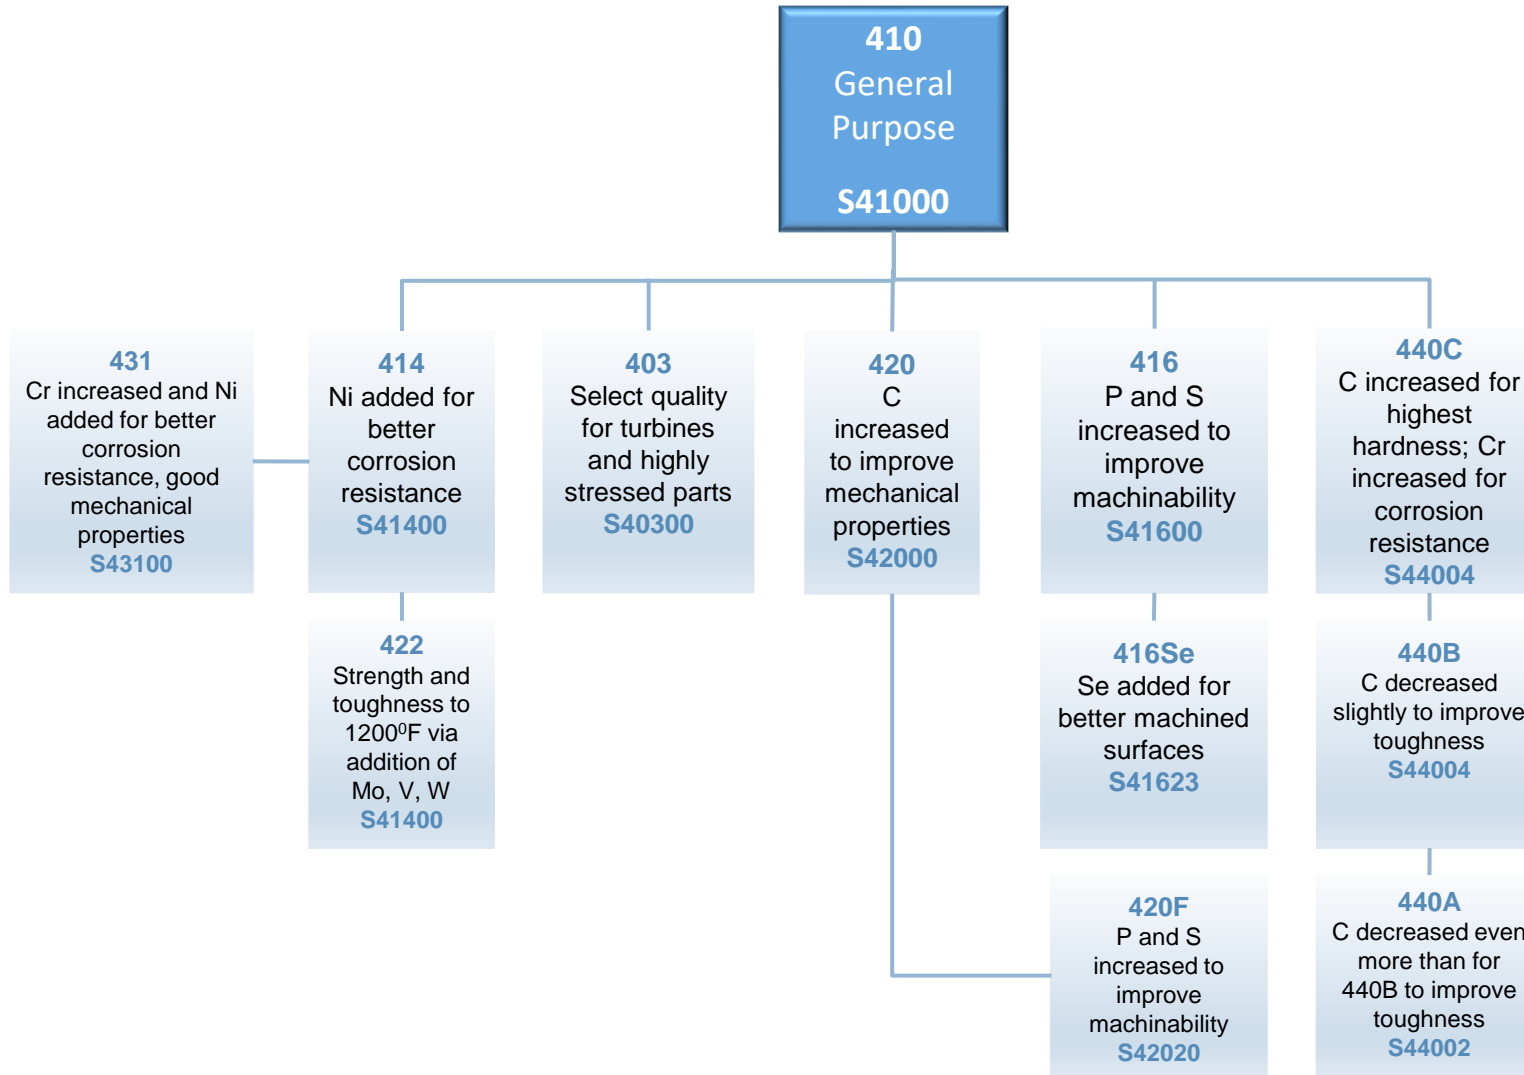 410
General
Purpose
S41000
431
Cr increased and Ni
added for better
corrosion
resistance, good
mechanical
properties
S43100
414
Ni added for
better
corrosion
resistance
S41400
403
Select quality
for turbines
and highly
stressed parts
S40300
420
C
increased
to improve
mechanical
properties
S42000
416
P and S
increased to
improve
machinability
S41600
440C
C increased for
highest
hardness; Cr
increased for
corrosion
resistance
S44004
422
Strength and
toughness to
1200⁰F via
addition of
Mo, V, W
S41400
416Se
Se added for
better machined
surfaces
S41623
440B
C decreased
slightly to improve
toughness
S44004
420F
P and S
increased to
improve
machinability
S42020
440A
C decreased even
more than for
440B to improve
toughness
S44002